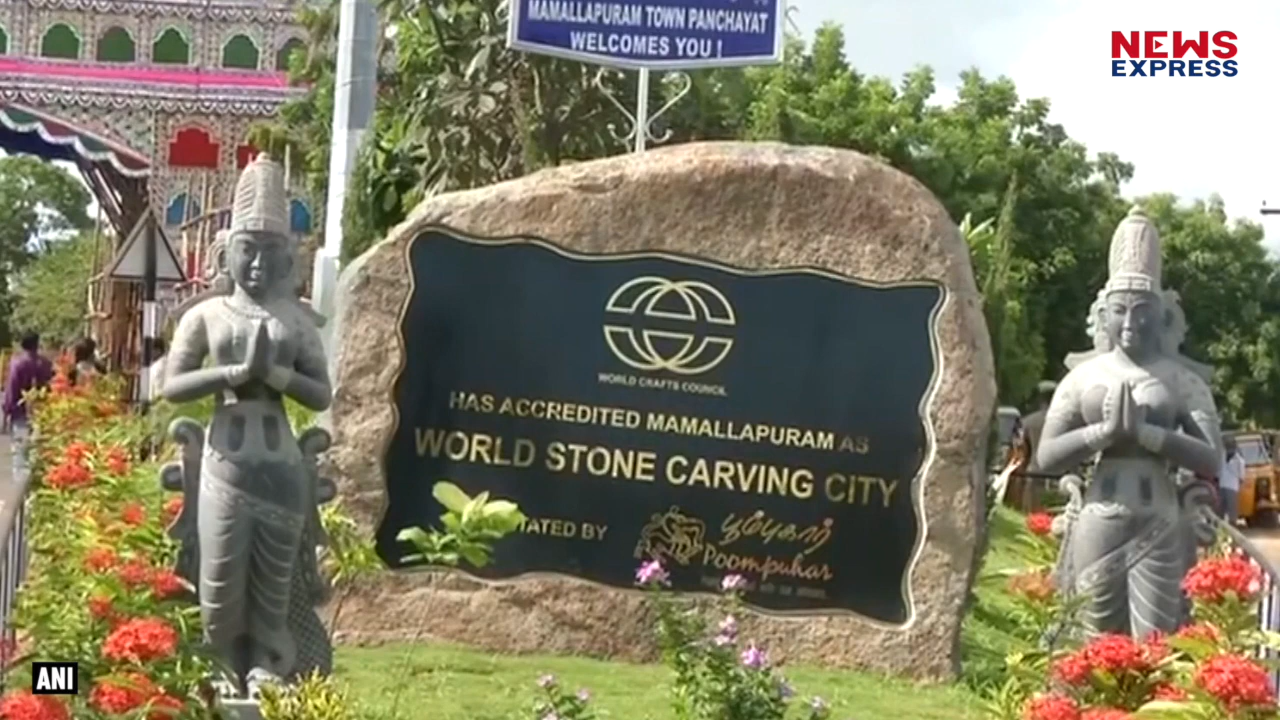 MAMALLAPURAM TOWN PANCHAYAT
WELCOMES YOU !
NEWS
EXPRESS
WORLD CRAFTS COUNCIL
HAS ACCREDITED MAMALLAPURAM AS
WORLD STONE CARVING CITY
TATED BY
பூம்புகார்
Poompuhar
ANI